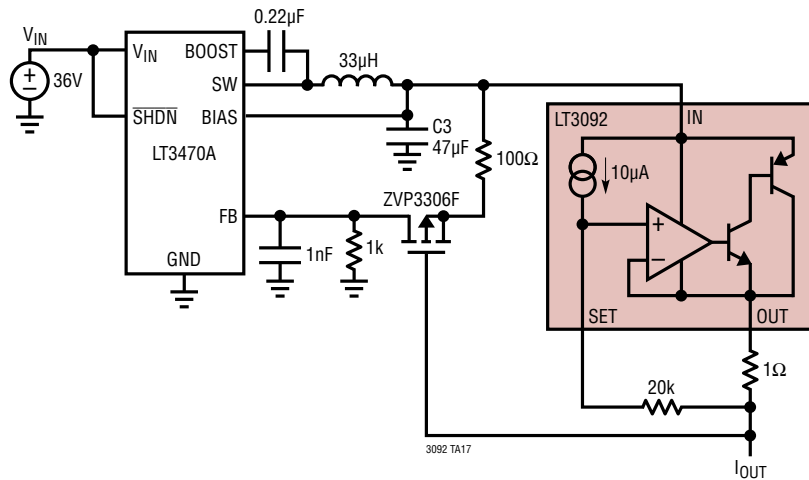 VIN
36V
VIN
SHDN
BOOST
SW
BIAS
LT3470A
FB
GND
0.22µF
33µH
C3
47µF
100Ω
ZVP3306F
1nF
1k
LT3092
IN
10µA
+
–
SET
OUT
1Ω
20k
3092 TA17
IOUT